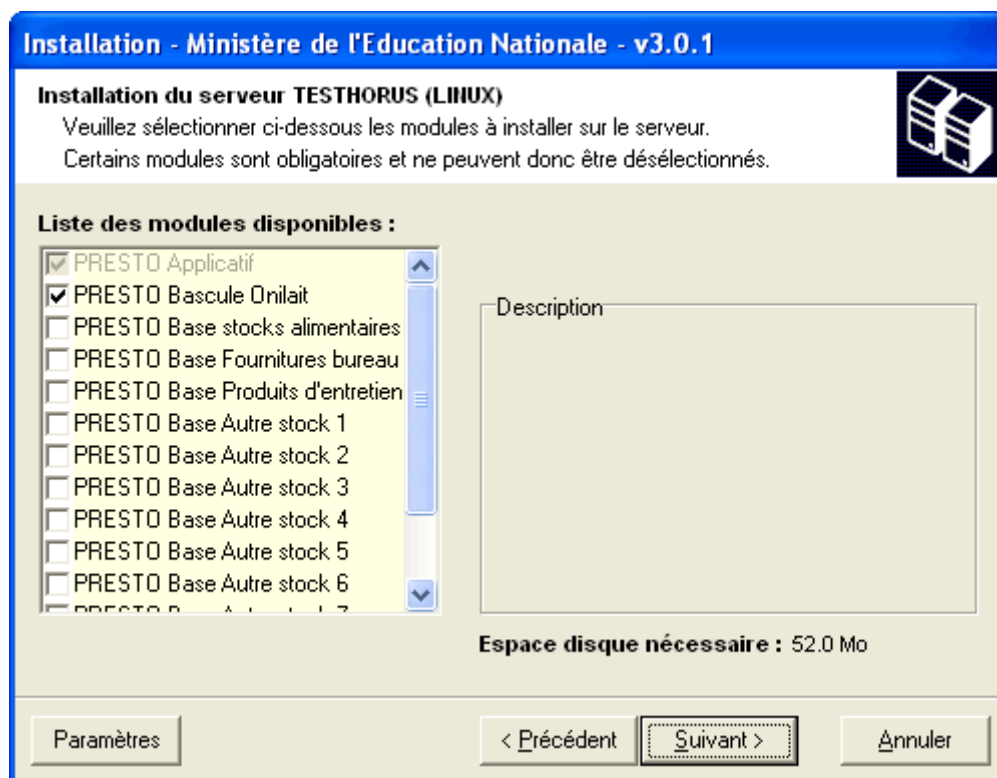 Installation - Ministère de l'Education Nationale - v3.0.1
Installation du serveur TESTHORUS (LINUX)
Veuillez sélectionner ci-dessous les modules à installer sur le serveur.
Certains modules sont obligatoires et ne peuvent donc être désélectionnés.
Liste des modules disponibles :
PRESTO Applicatif
PRESTO Bascule Onilait
PRESTO Base stocks alimentaires
PRESTO Base Fournitures bureau
PRESTO Base Produits d'entretien
PRESTO Base Autre stock 1
PRESTO Base Autre stock 2
PRESTO Base Autre stock 3
PRESTO Base Autre stock 4
PRESTO Base Autre stock 5
PRESTO Base Autre stock 6
PRESTO Base Autre stock 7
Description
Espace disque nécessaire : 52.0 Mo
Paramètres
< Précédent
Suivant >
Annuler